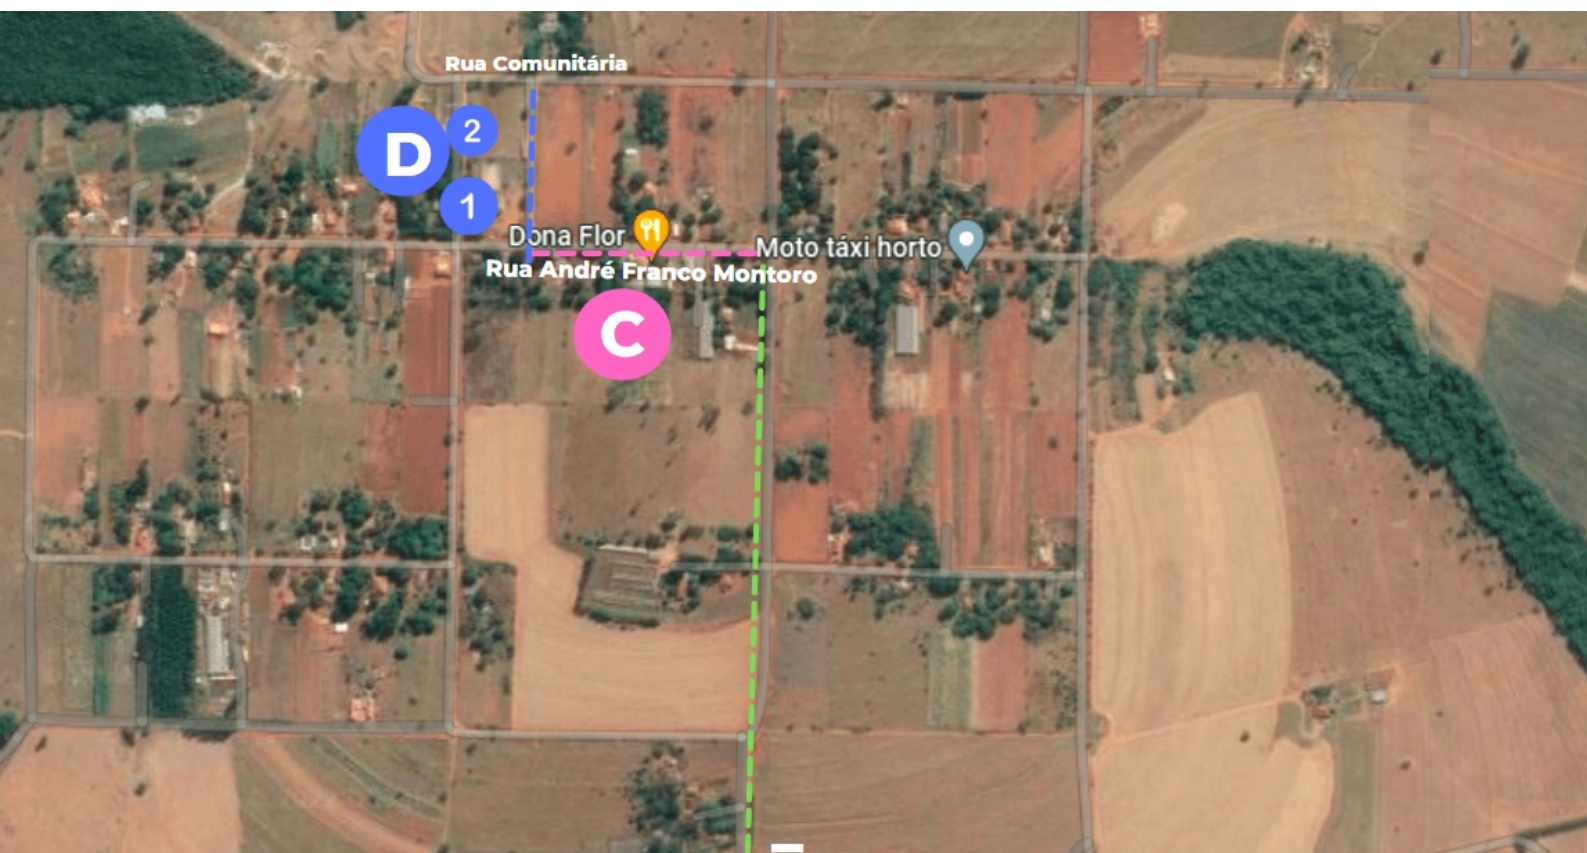 Rua Comunitária
D
2
1
Dona Flor
Moto táxi horto
Rua André Franco Montoro
C